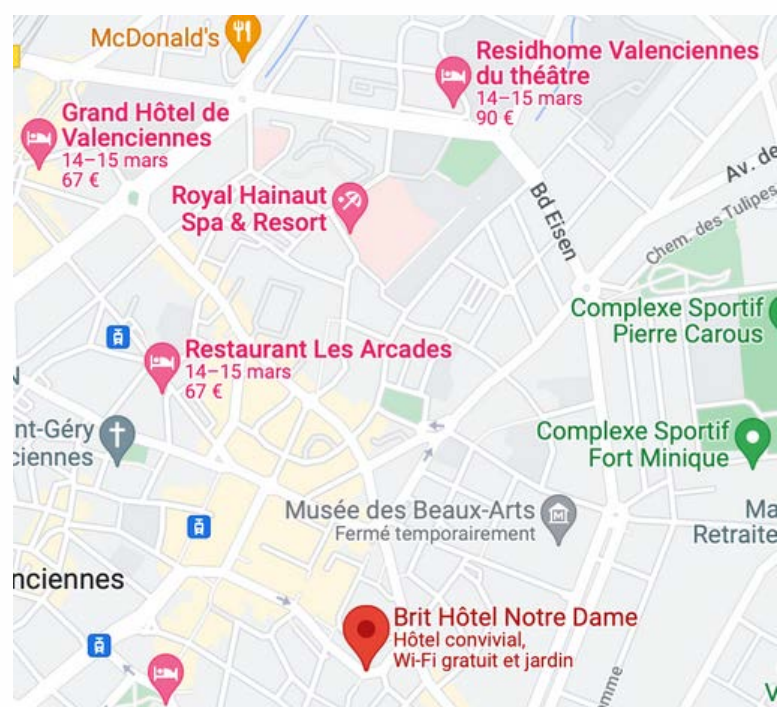 McDonald's
Residhome Valenciennes
du théâtre
14–15 mars
90 €
Grand Hôtel de
Valenciennes
14–15 mars
67 €
Royal Hainaut
Spa & Resort
Bd Eisen
Av. de
Chem. des Tulipes
Complexe Sportif
Pierre Carous
Restaurant Les Arcades
14–15 mars
67 €
N
nt-Géry
ciennes
Complexe Sportif
Fort Minique
Musée des Beaux-Arts
Fermé temporairement
Ma
Retraite
nciennes
Brit Hôtel Notre Dame
Hôtel convivial,
Wi-Fi gratuit et jardin
omme
V